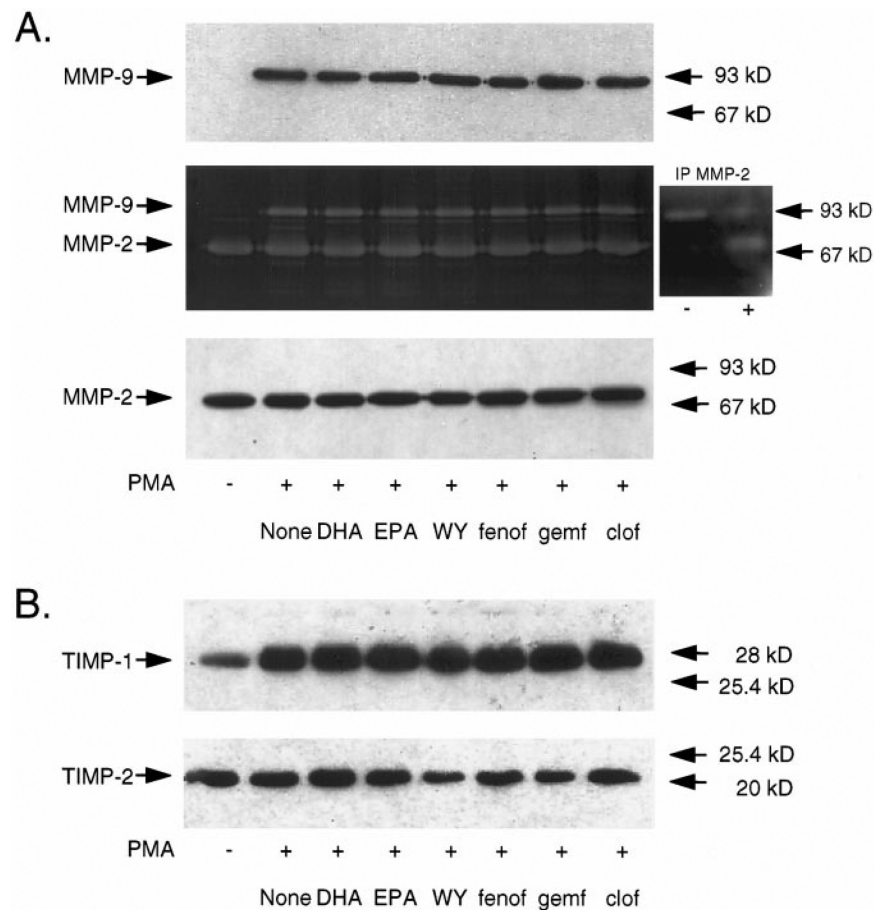 A.
MMP-9
93 kD
67 kD
IP MMP-2
MMP-9
MMP-2
93 kD
67 kD
- +
MMP-2
93 kD
67 kD
PMA - + + + + + + +
None DHA EPA WY fenof gemf clof
B.
TIMP-1
28 kD
25.4 kD
TIMP-2
25.4 kD
20 kD
PMA - + + + + + + +
None DHA EPA WY fenof gemf clof